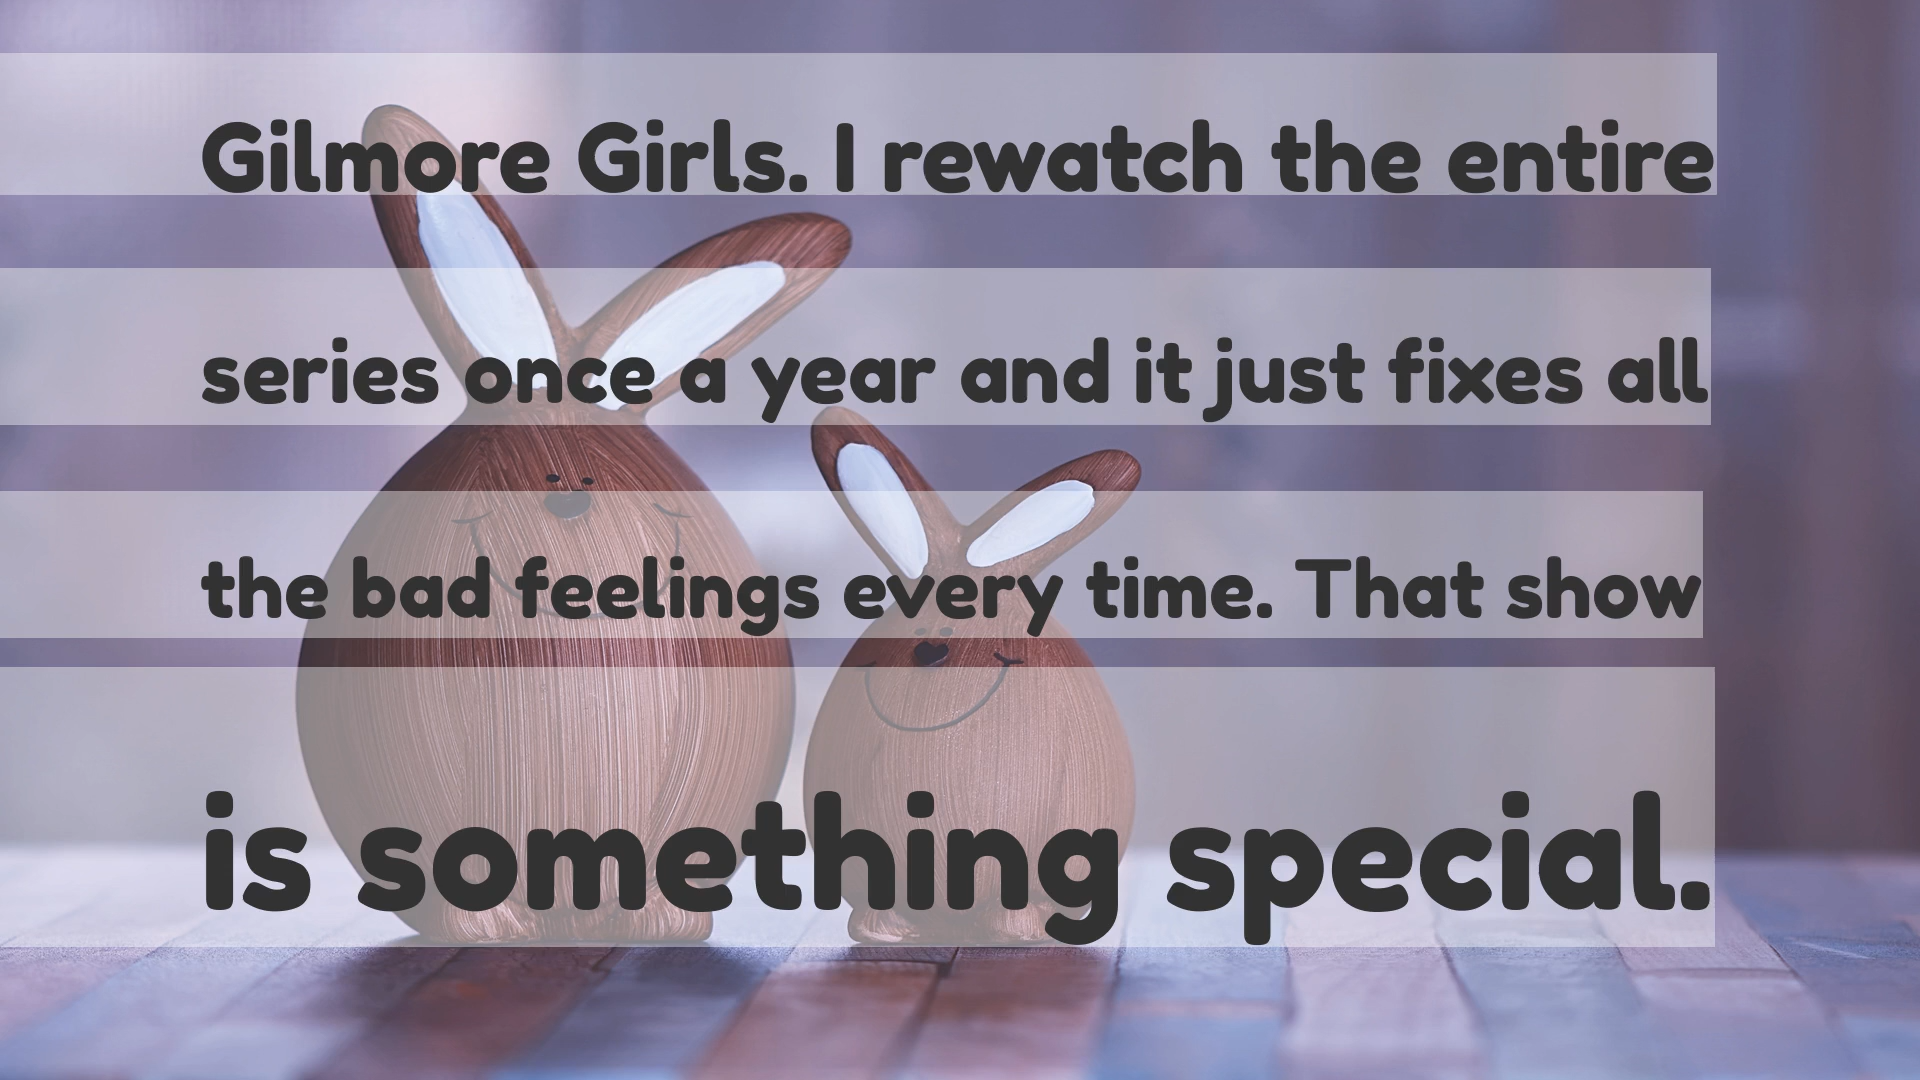 Gilmore Girls. I rewatch the entire
series once a year and it just fixes all
the bad feelings every time. That show
is something special.